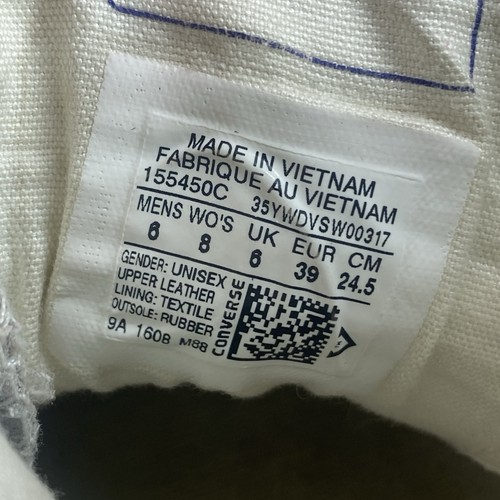 MADE IN VIETNAM
FABRIQUE AU VIETNAM
155450C 35YWDVSW00317
MENS WO'S UK EUR CM
6 8 6 39 24.5
GENDER: UNISEX
UPPER LEATHER
LINING: TEXTILE
OUTSOLE: RUBBER
9A 1608 M88
CONVERSE